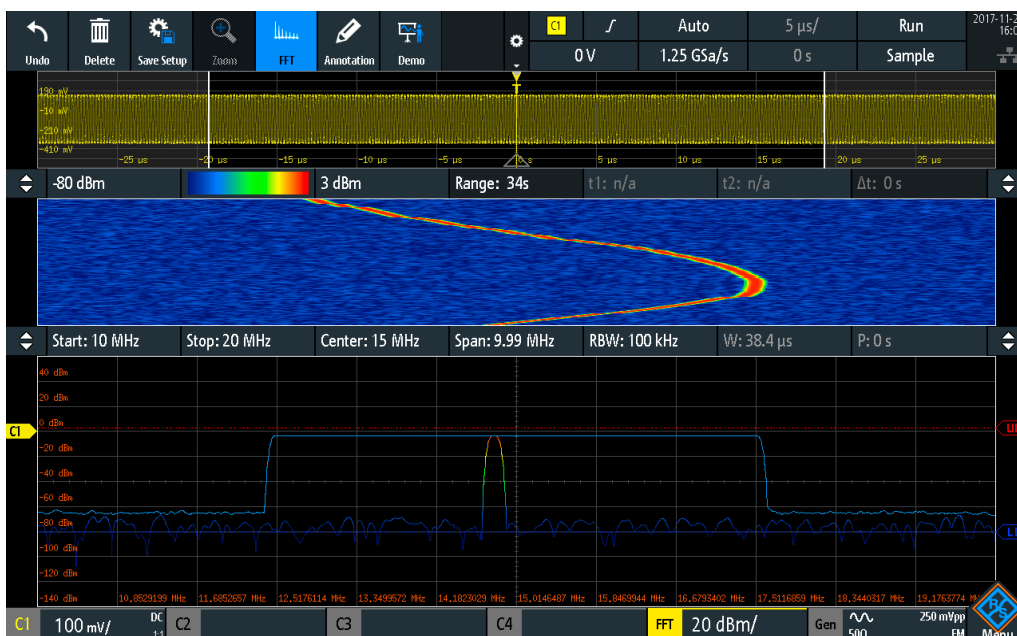 Undo Delete Save Setup Zoom FFT Annotation Demo
C1 Auto 5 µs/ Run
0 V 1.25 GSa/s 0 s Sample
2017-11-2
16:0
190 mV
-10 mV
-210 mV
-410 mV
-25 µs -20 µs -15 µs -10 µs -5 µs 0 s 5 µs 10 µs 15 µs 20 µs 25 µs
T
-80 dBm 3 dBm Range: 34s t1: n/a t2: n/a Δt: 0 s
Start: 10 MHz Stop: 20 MHz Center: 15 MHz Span: 9.99 MHz RBW: 100 kHz W: 38.4 µs P: 0 s
40 dBm
20 dBm
0 dBm
C1
-20 dBm
-40 dBm
-60 dBm
-80 dBm
-100 dBm
-120 dBm
-140 dBm 10,8529199 MHz 11,6852657 MHz 12,5176114 MHz 13,3499572 MHz 14,1823029 MHz 15,0146487 MHz 15,8469944 MHz 16,6793402 MHz 17,5116859 MHz 18,3440317 MHz 19,1763774 M
UL
LL
C1 100 mV/ DC 1:1 C2 C3 C4 FFT 20 dBm/ Gen 250 mVpp
FM
R&S
Menu